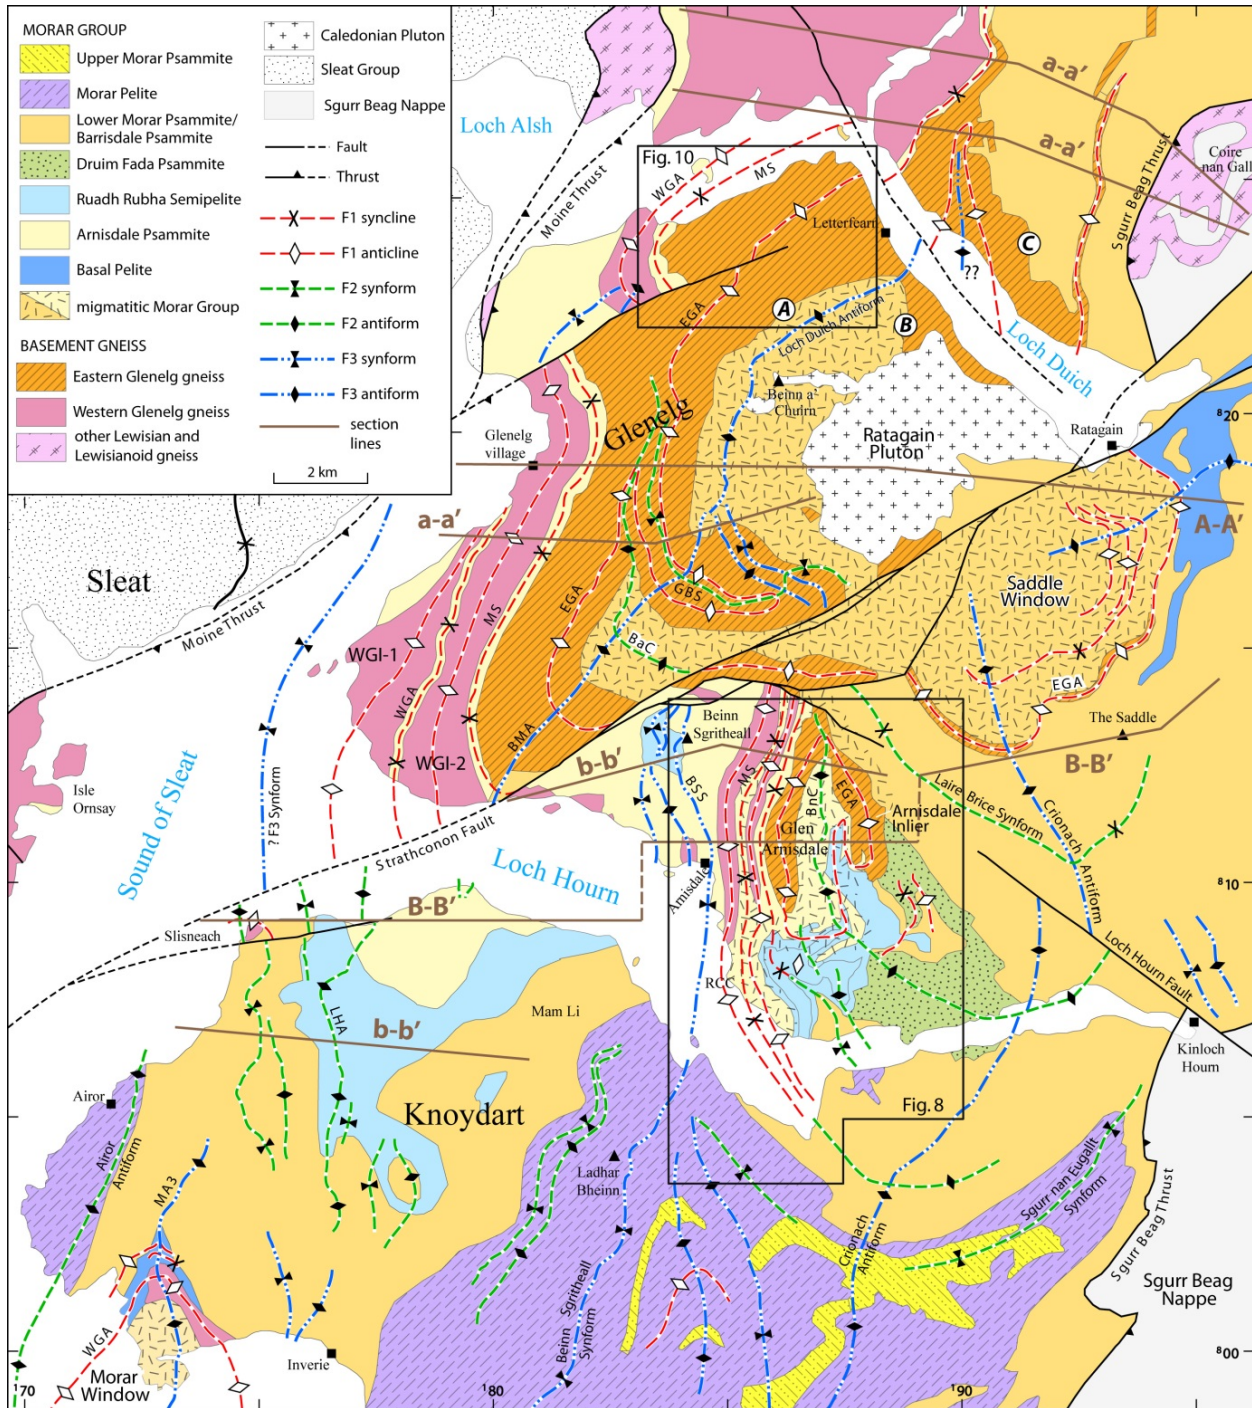 MORAR GROUP
Upper Morar Psammite
Morar Pelite
Lower Morar Psammite/
Barrisdale Psammite
Druim Fada Psammite
Ruadh Rubha Semipelite
Arnisdale Psammite
Basal Pelite
migmatitic Morar Group
BASEMENT GNEISS
Eastern Glenelg gneiss
Western Glenelg gneiss
other Lewisian and
Lewisianoid gneiss
Caledonian Pluton
Sleat Group
Sgurr Beag Nappe
Fault
Thrust
F1 syncline
F1 anticline
F2 synform
F2 antiform
F3 synform
F3 antiform
section
lines
2 km
Loch Alsh
Moine Thrust
Fig. 10
WGA
MS
Letterfearn
EGA
A
B
C
??
Loch Duich Antiform
Loch Duich
a-a’
a-a’
Sgurr Beag Thrust
Coire
nan Gall
Beinn a’
Chuirn
Ratagain
Pluton
Ratagain
⁸20
Glenelg
Glenelg
village
a-a’
A-A’
Sleat
Moine Thrust
WGI-1
WGA
WGI-2
MS
EGA
BMA
GBS
BaC
Saddle
Window
EGA
The Saddle
B-B’
Isle
Ornsay
Sound of Sleat
? F3 Synform
Strathconon Fault
Loch Hourn
b-b’
Beinn
Sgritheall
BSS
MS
BnC
EGA
Glen
Arnisdale
Arnisdale
Inlier
Laire Brice Synform
Crionach
Antiform
Arnisdale
⁸10
B-B’
Slisneach
LHA
Mam Li
b-b’
RCC
Loch Hourn Fault
Kinloch
Hourn
Fig. 8
Airor
Airor
Antiform
Knoydart
MA3
Ladhar
Bheinn
Beinn Sgritheall
Synform
Crionach
Antiform
Sgurr nan Eugallt
Synform
Sgurr Beag Thrust
Sgurr Beag
Nappe
WGA
Morar
Window
Inverie
⁸00
¹70
¹80
¹90